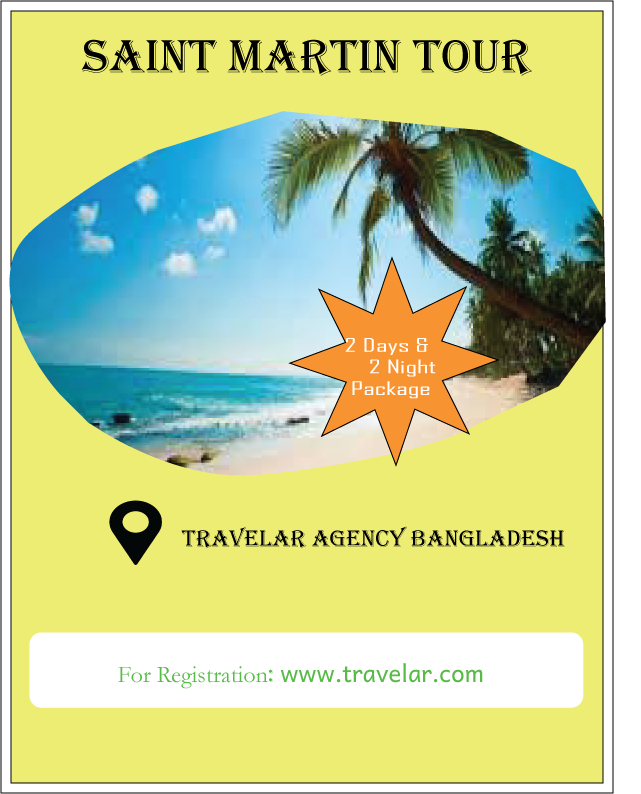 SAINT MARTIN TOUR
2 Days &
2 Night
Package
TRAVELAR AGENCY BANGLADESH
For Registration: www.travelar.com